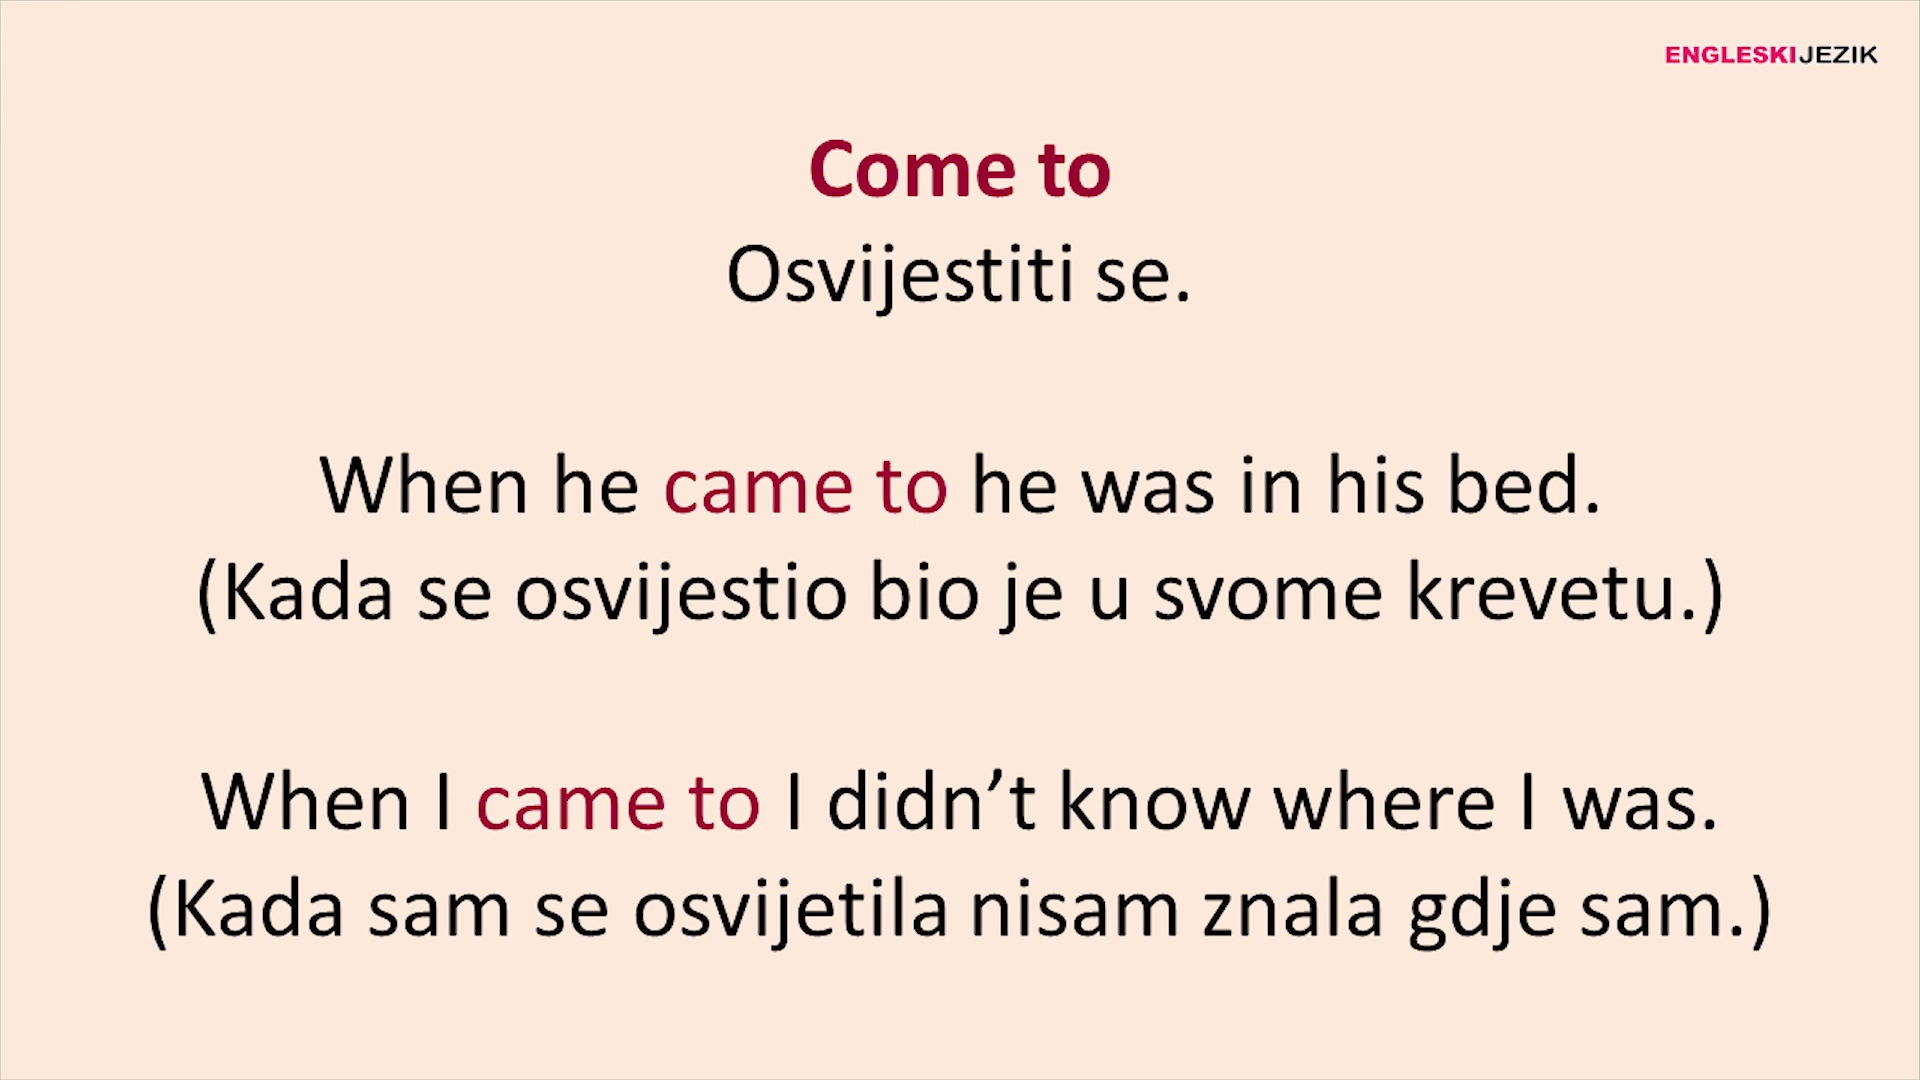 ENGLESKIJEZIK
Come to
Osvijestiti se.
When he came to he was in his bed.
(Kada se osvijestio bio je u svome krevetu.)
When I came to I didn’t know where I was.
(Kada sam se osvijetila nisam znala gdje sam.)